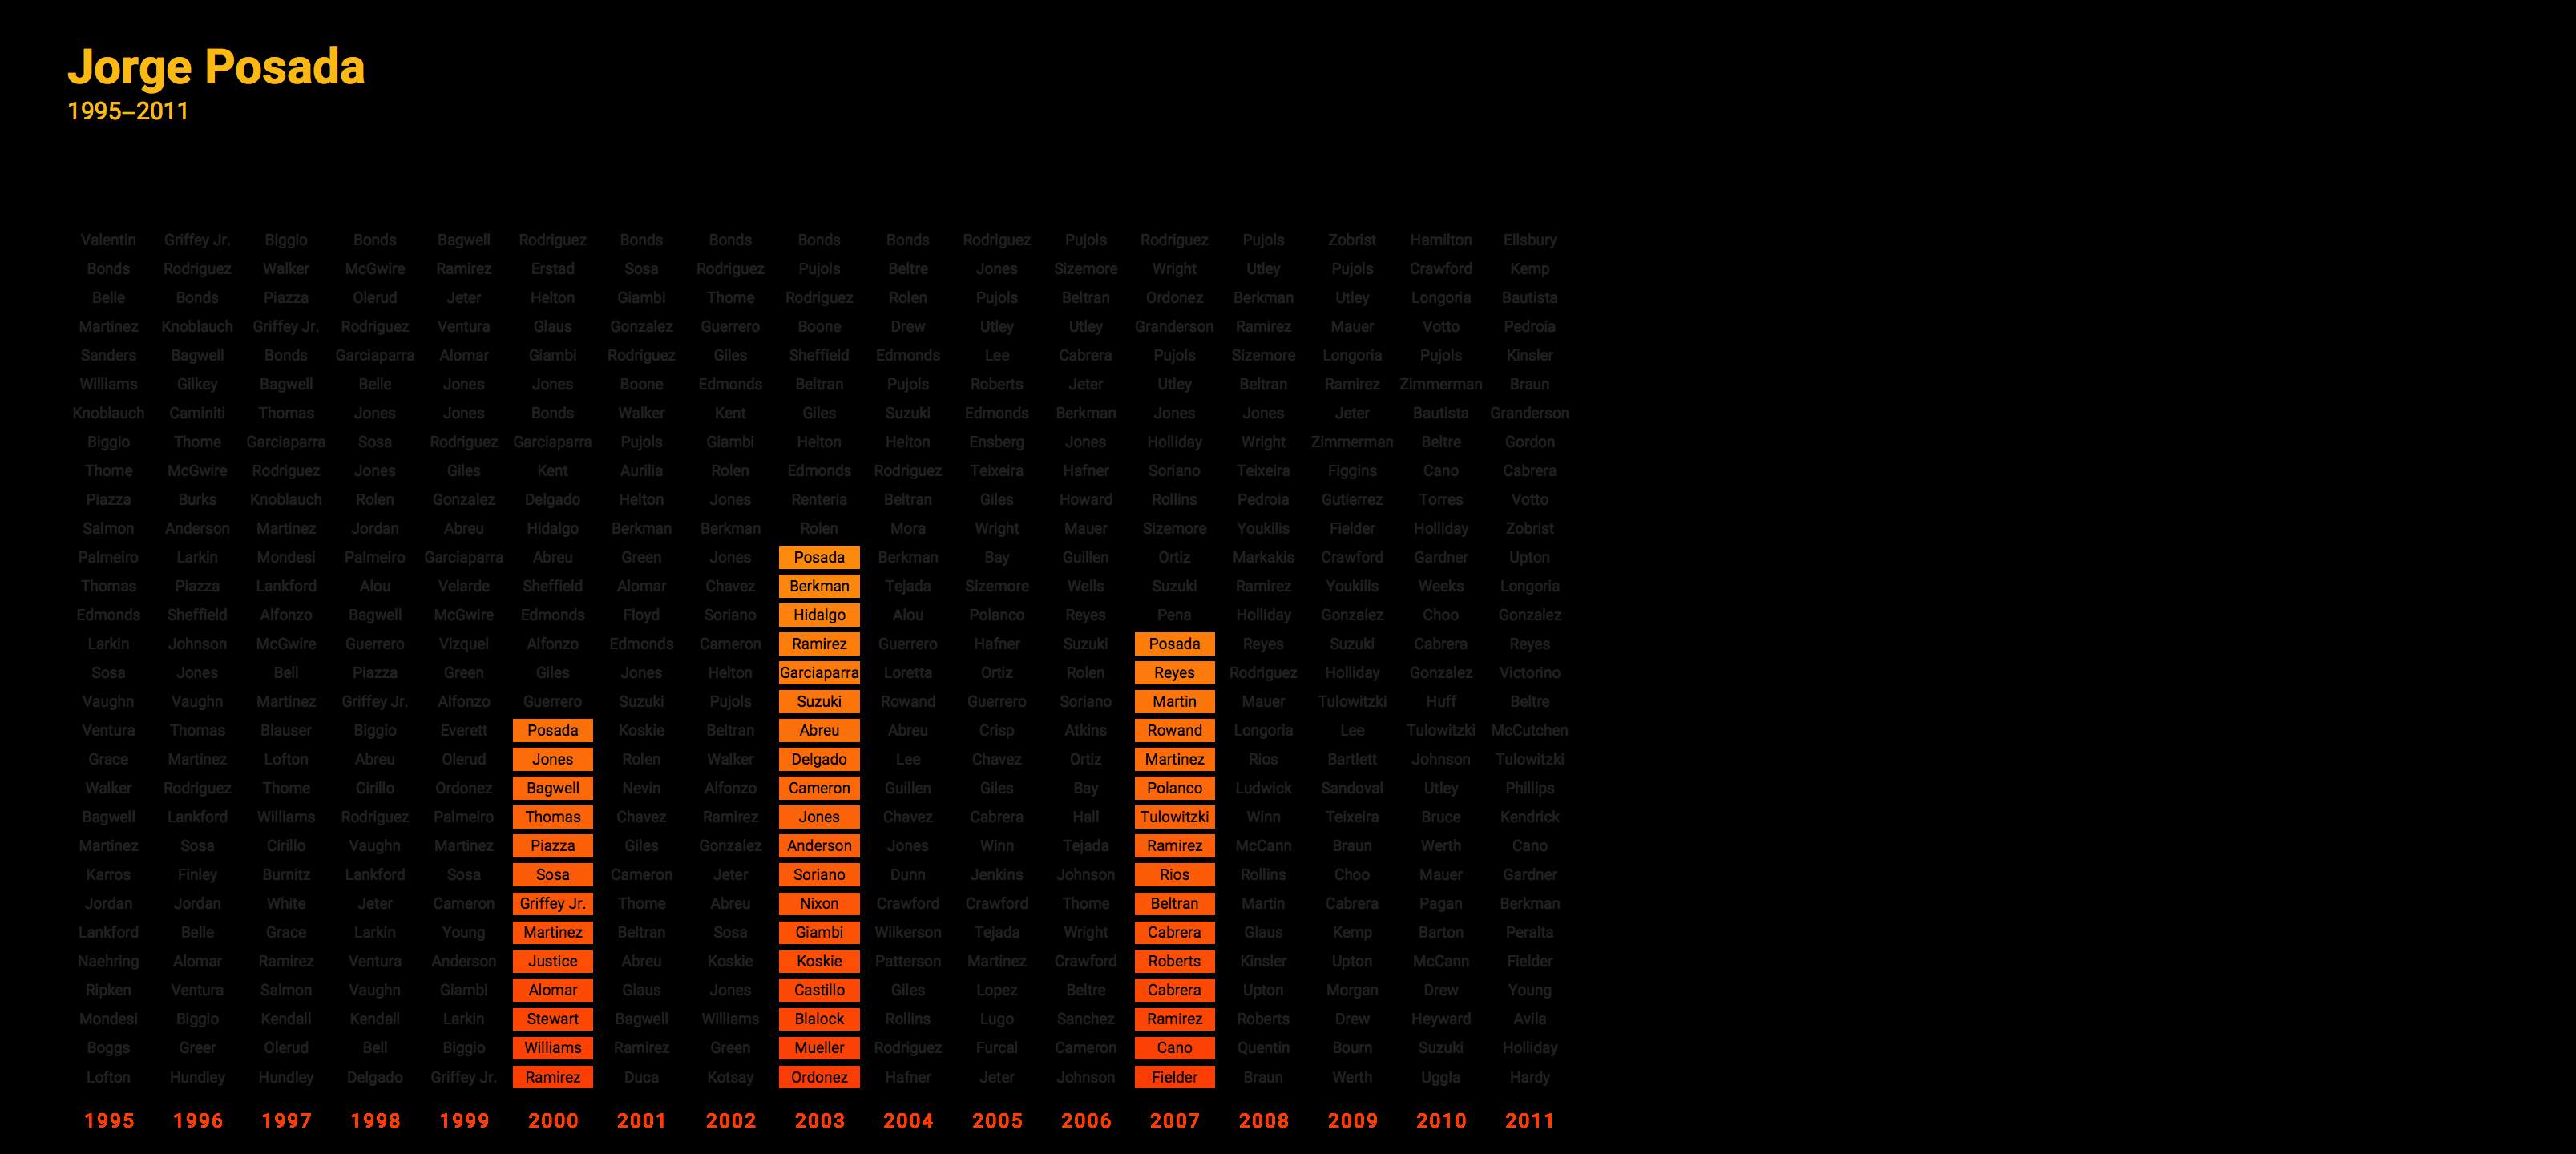 Jorge Posada
1995–2011
Valentin Griffey Jr. Biggio Bonds Bagwell Rodriguez Bonds Bonds Bonds Bonds Rodriguez Pujols Rodriguez Pujols Zobrist Hamilton Ellsbury
Bonds Rodriguez Walker McGwire Ramirez Erstad Sosa Rodriguez Pujols Beltre Jones Sizemore Wright Utley Pujols Crawford Kemp
Belle Bonds Piazza Olerud Jeter Helton Giambi Thome Rodriguez Rolen Pujols Beltran Ordonez Berkman Utley Longoria Bautista
Martinez Knoblauch Griffey Jr. Rodriguez Ventura Glaus Gonzalez Guerrero Boone Drew Utley Utley Granderson Ramirez Mauer Votto Pedroia
Sanders Bagwell Bonds Garciaparra Alomar Giambi Rodriguez Giles Sheffield Edmonds Lee Cabrera Pujols Sizemore Longoria Pujols Kinsler
Williams Gilkey Bagwell Belle Jones Jones Boone Edmonds Beltran Pujols Roberts Jeter Utley Beltran Ramirez Zimmerman Braun
Knoblauch Caminiti Thomas Jones Jones Bonds Walker Kent Giles Suzuki Edmonds Berkman Jones Jones Jeter Bautista Granderson
Biggio Thome Garciaparra Sosa Rodriguez Garciaparra Pujols Giambi Helton Helton Ensberg Jones Holliday Wright Zimmerman Beltre Gordon
Thome McGwire Rodriguez Jones Giles Kent Aurilia Rolen Edmonds Rodriguez Teixeira Hafner Soriano Teixeira Figgins Cano Cabrera
Piazza Burks Knoblauch Rolen Gonzalez Delgado Helton Jones Renteria Beltran Giles Howard Rollins Pedroia Gutierrez Torres Votto
Salmon Anderson Martinez Jordan Abreu Hidalgo Berkman Berkman Rolen Mora Wright Mauer Sizemore Youkilis Fielder Holliday Zobrist
Palmeiro Larkin Mondesi Palmeiro Garciaparra Abreu Green Jones Posada Berkman Bay Guillen Ortiz Markakis Crawford Gardner Upton
Thomas Piazza Lankford Alou Velarde Sheffield Alomar Chavez Berkman Tejada Sizemore Wells Suzuki Ramirez Youkilis Weeks Longoria
Edmonds Sheffield Alfonzo Bagwell McGwire Edmonds Floyd Soriano Hidalgo Alou Polanco Reyes Pena Holliday Gonzalez Choo Gonzalez
Larkin Johnson McGwire Guerrero Vizquel Alfonzo Edmonds Cameron Ramirez Guerrero Hafner Suzuki Posada Reyes Suzuki Cabrera Reyes
Sosa Jones Bell Piazza Green Giles Jones Helton Garciaparra Loretta Ortiz Rolen Reyes Rodriguez Holliday Gonzalez Victorino
Vaughn Vaughn Martinez Griffey Jr. Alfonzo Guerrero Suzuki Pujols Suzuki Rowand Guerrero Soriano Martin Mauer Tulowitzki Huff Beltre
Ventura Thomas Blauser Biggio Everett Posada Koskie Beltran Abreu Abreu Crisp Atkins Rowand Longoria Lee Tulowitzki McCutchen
Grace Martinez Lofton Abreu Olerud Jones Rolen Walker Delgado Lee Chavez Ortiz Martinez Rios Bartlett Johnson Tulowitzki
Walker Rodriguez Thome Cirillo Ordonez Bagwell Nevin Alfonzo Cameron Guillen Giles Bay Polanco Ludwick Sandoval Utley Phillips
Bagwell Lankford Williams Rodriguez Palmeiro Thomas Chavez Ramirez Jones Chavez Cabrera Hall Tulowitzki Winn Teixeira Bruce Kendrick
Martinez Sosa Cirillo Vaughn Martinez Piazza Giles Gonzalez Anderson Jones Winn Tejada Ramirez McCann Braun Werth Cano
Karros Finley Burnitz Lankford Sosa Sosa Cameron Jeter Soriano Dunn Jenkins Johnson Rios Rollins Choo Mauer Gardner
Jordan Jordan White Jeter Cameron Griffey Jr. Thome Abreu Nixon Crawford Crawford Thome Beltran Martin Cabrera Pagan Berkman
Lankford Belle Grace Larkin Young Martinez Beltran Sosa Giambi Wilkerson Tejada Wright Cabrera Glaus Kemp Barton Peralta
Naehring Alomar Ramirez Ventura Anderson Justice Abreu Koskie Koskie Patterson Martinez Crawford Roberts Kinsler Upton McCann Fielder
Ripken Ventura Salmon Vaughn Giambi Alomar Glaus Jones Castillo Giles Lopez Beltre Cabrera Upton Morgan Drew Young
Mondesi Biggio Kendall Kendall Larkin Stewart Bagwell Williams Blalock Rollins Lugo Sanchez Ramirez Roberts Drew Heyward Avila
Boggs Greer Olerud Bell Biggio Williams Ramirez Green Mueller Rodriguez Furcal Cameron Cano Quentin Bourn Suzuki Holliday
Lofton Hundley Hundley Delgado Griffey Jr. Ramirez Duca Kotsay Ordonez Hafner Jeter Johnson Fielder Braun Werth Uggla Hardy
1995 1996 1997 1998 1999 2000 2001 2002 2003 2004 2005 2006 2007 2008 2009 2010 2011